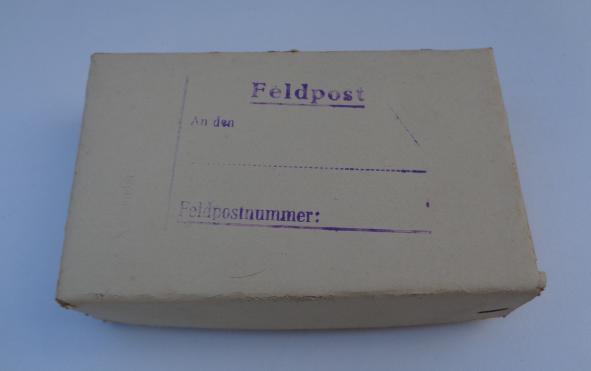 Feldpost
An den
Feldpostnummer: